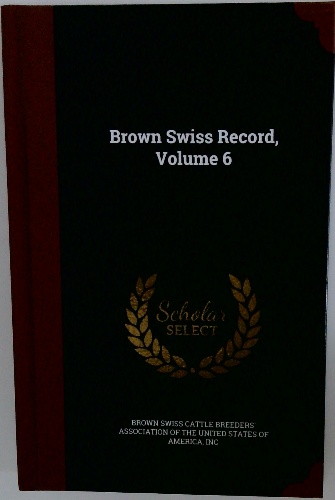 Brown Swiss Record,
Volume 6
Scholar
SELECT
BROWN SWISS CATTLE BREEDERS'
ASSOCIATION OF THE UNITED STATES OF
AMERICA, INC